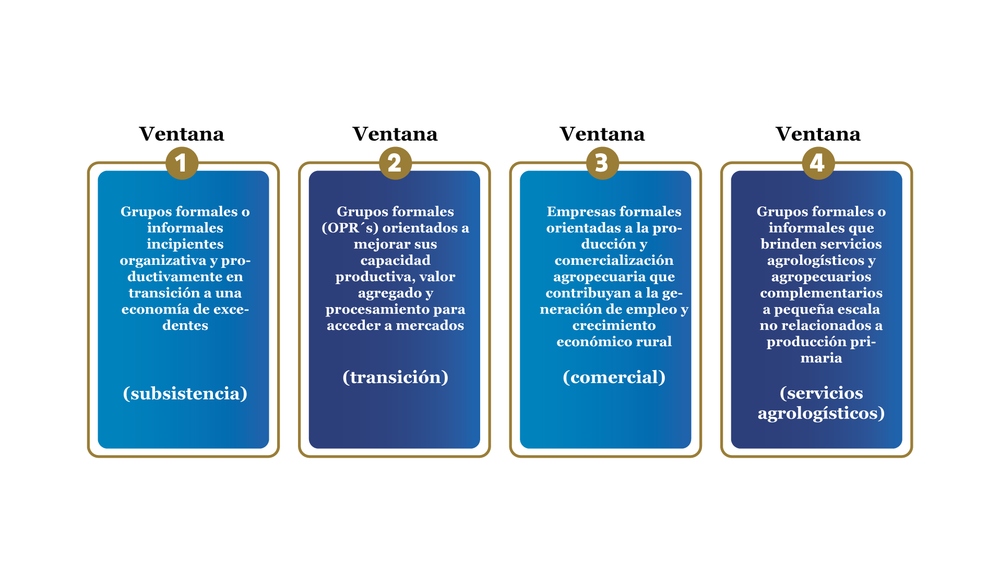 Ventana
1
Grupos formales o
informales
incipientes
organizativa y pro-
ductivamente en
transición a una
economía de exce-
dentes
(subsistencia)
Ventana
2
Grupos formales
(OPR´s) orientados a
mejorar sus
capacidad
productiva, valor
agregado y
procesamiento para
acceder a mercados
(transición)
Ventana
3
Empresas formales
orientadas a la pro-
ducción y
comercialización
agropecuaria que
contribuyan a la ge-
neración de empleo y
crecimiento
económico rural
(comercial)
Ventana
4
Grupos formales o
informales que
brinden servicios
agrologísticos y
agropecuarios
complementarios
a pequeña escala
no relacionados a
producción pri-
maria
(servicios
agrologísticos)